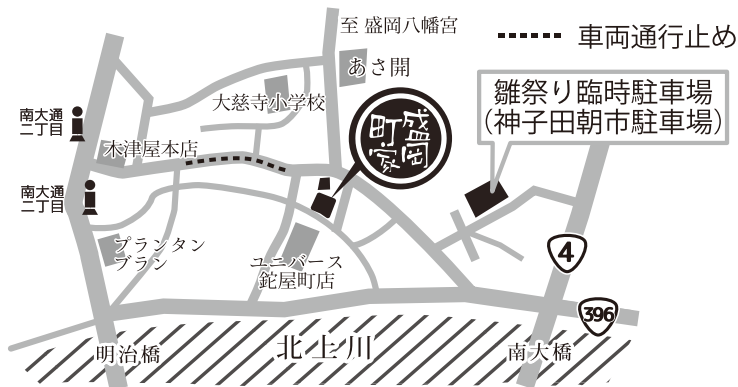 至 盛岡八幡宮
車両通行止め
あさ開
雛祭り臨時駐車場
(神子田朝市駐車場)
大慈寺小学校
南大通
二丁目
盛岡
町家
木津屋本店
南大通
二丁目
プランタン
ブラン
ユニバース
鉈屋町店
4
396
北上川
明治橋
南大橋